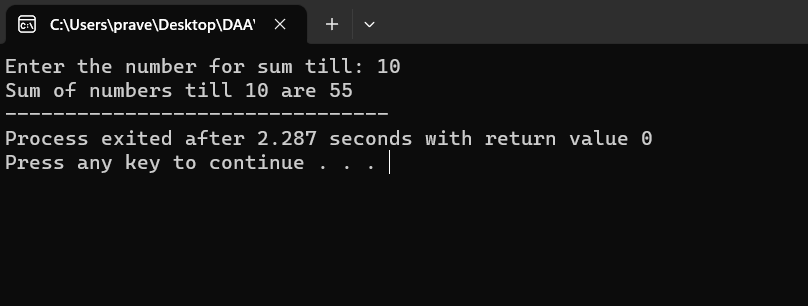 C:\Users\prave\Desktop\DAA\
Enter the number for sum till: 10
Sum of numbers till 10 are 55
--------------------------------
Process exited after 2.287 seconds with return value 0
Press any key to continue . . .